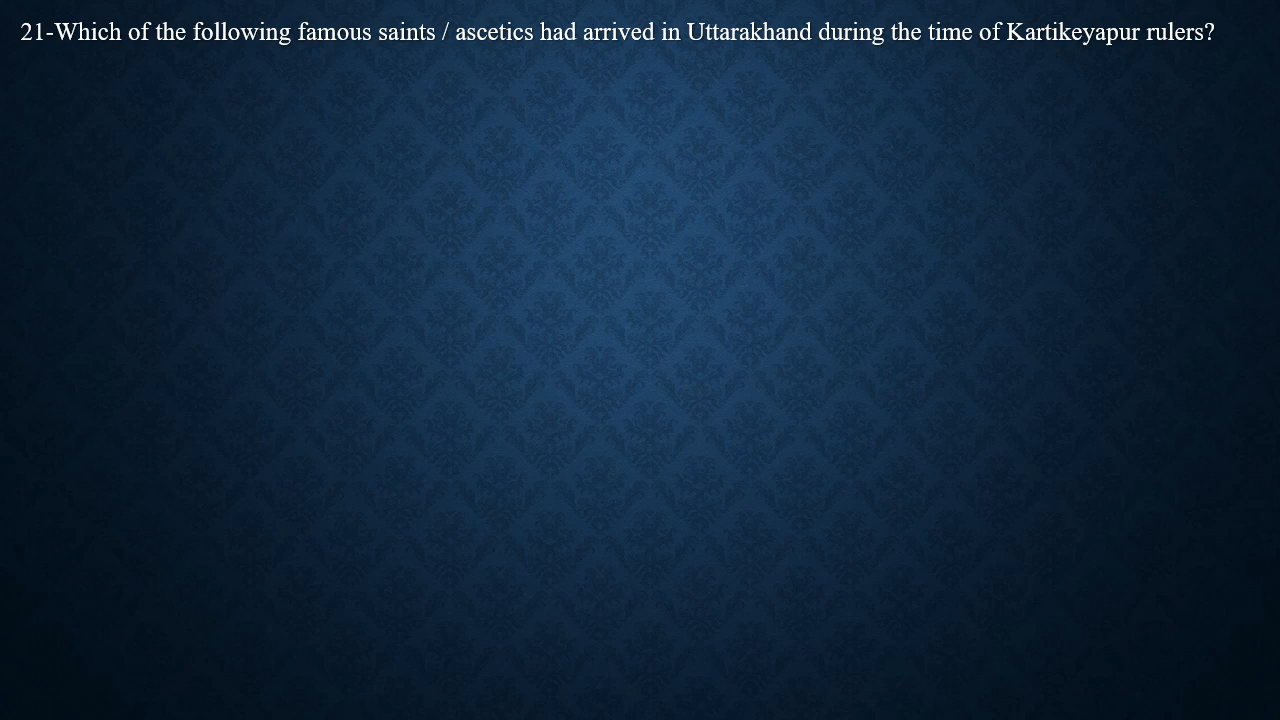 21-Which of the following famous saints / ascetics had arrived in Uttarakhand during the time of Kartikeyapur rulers?